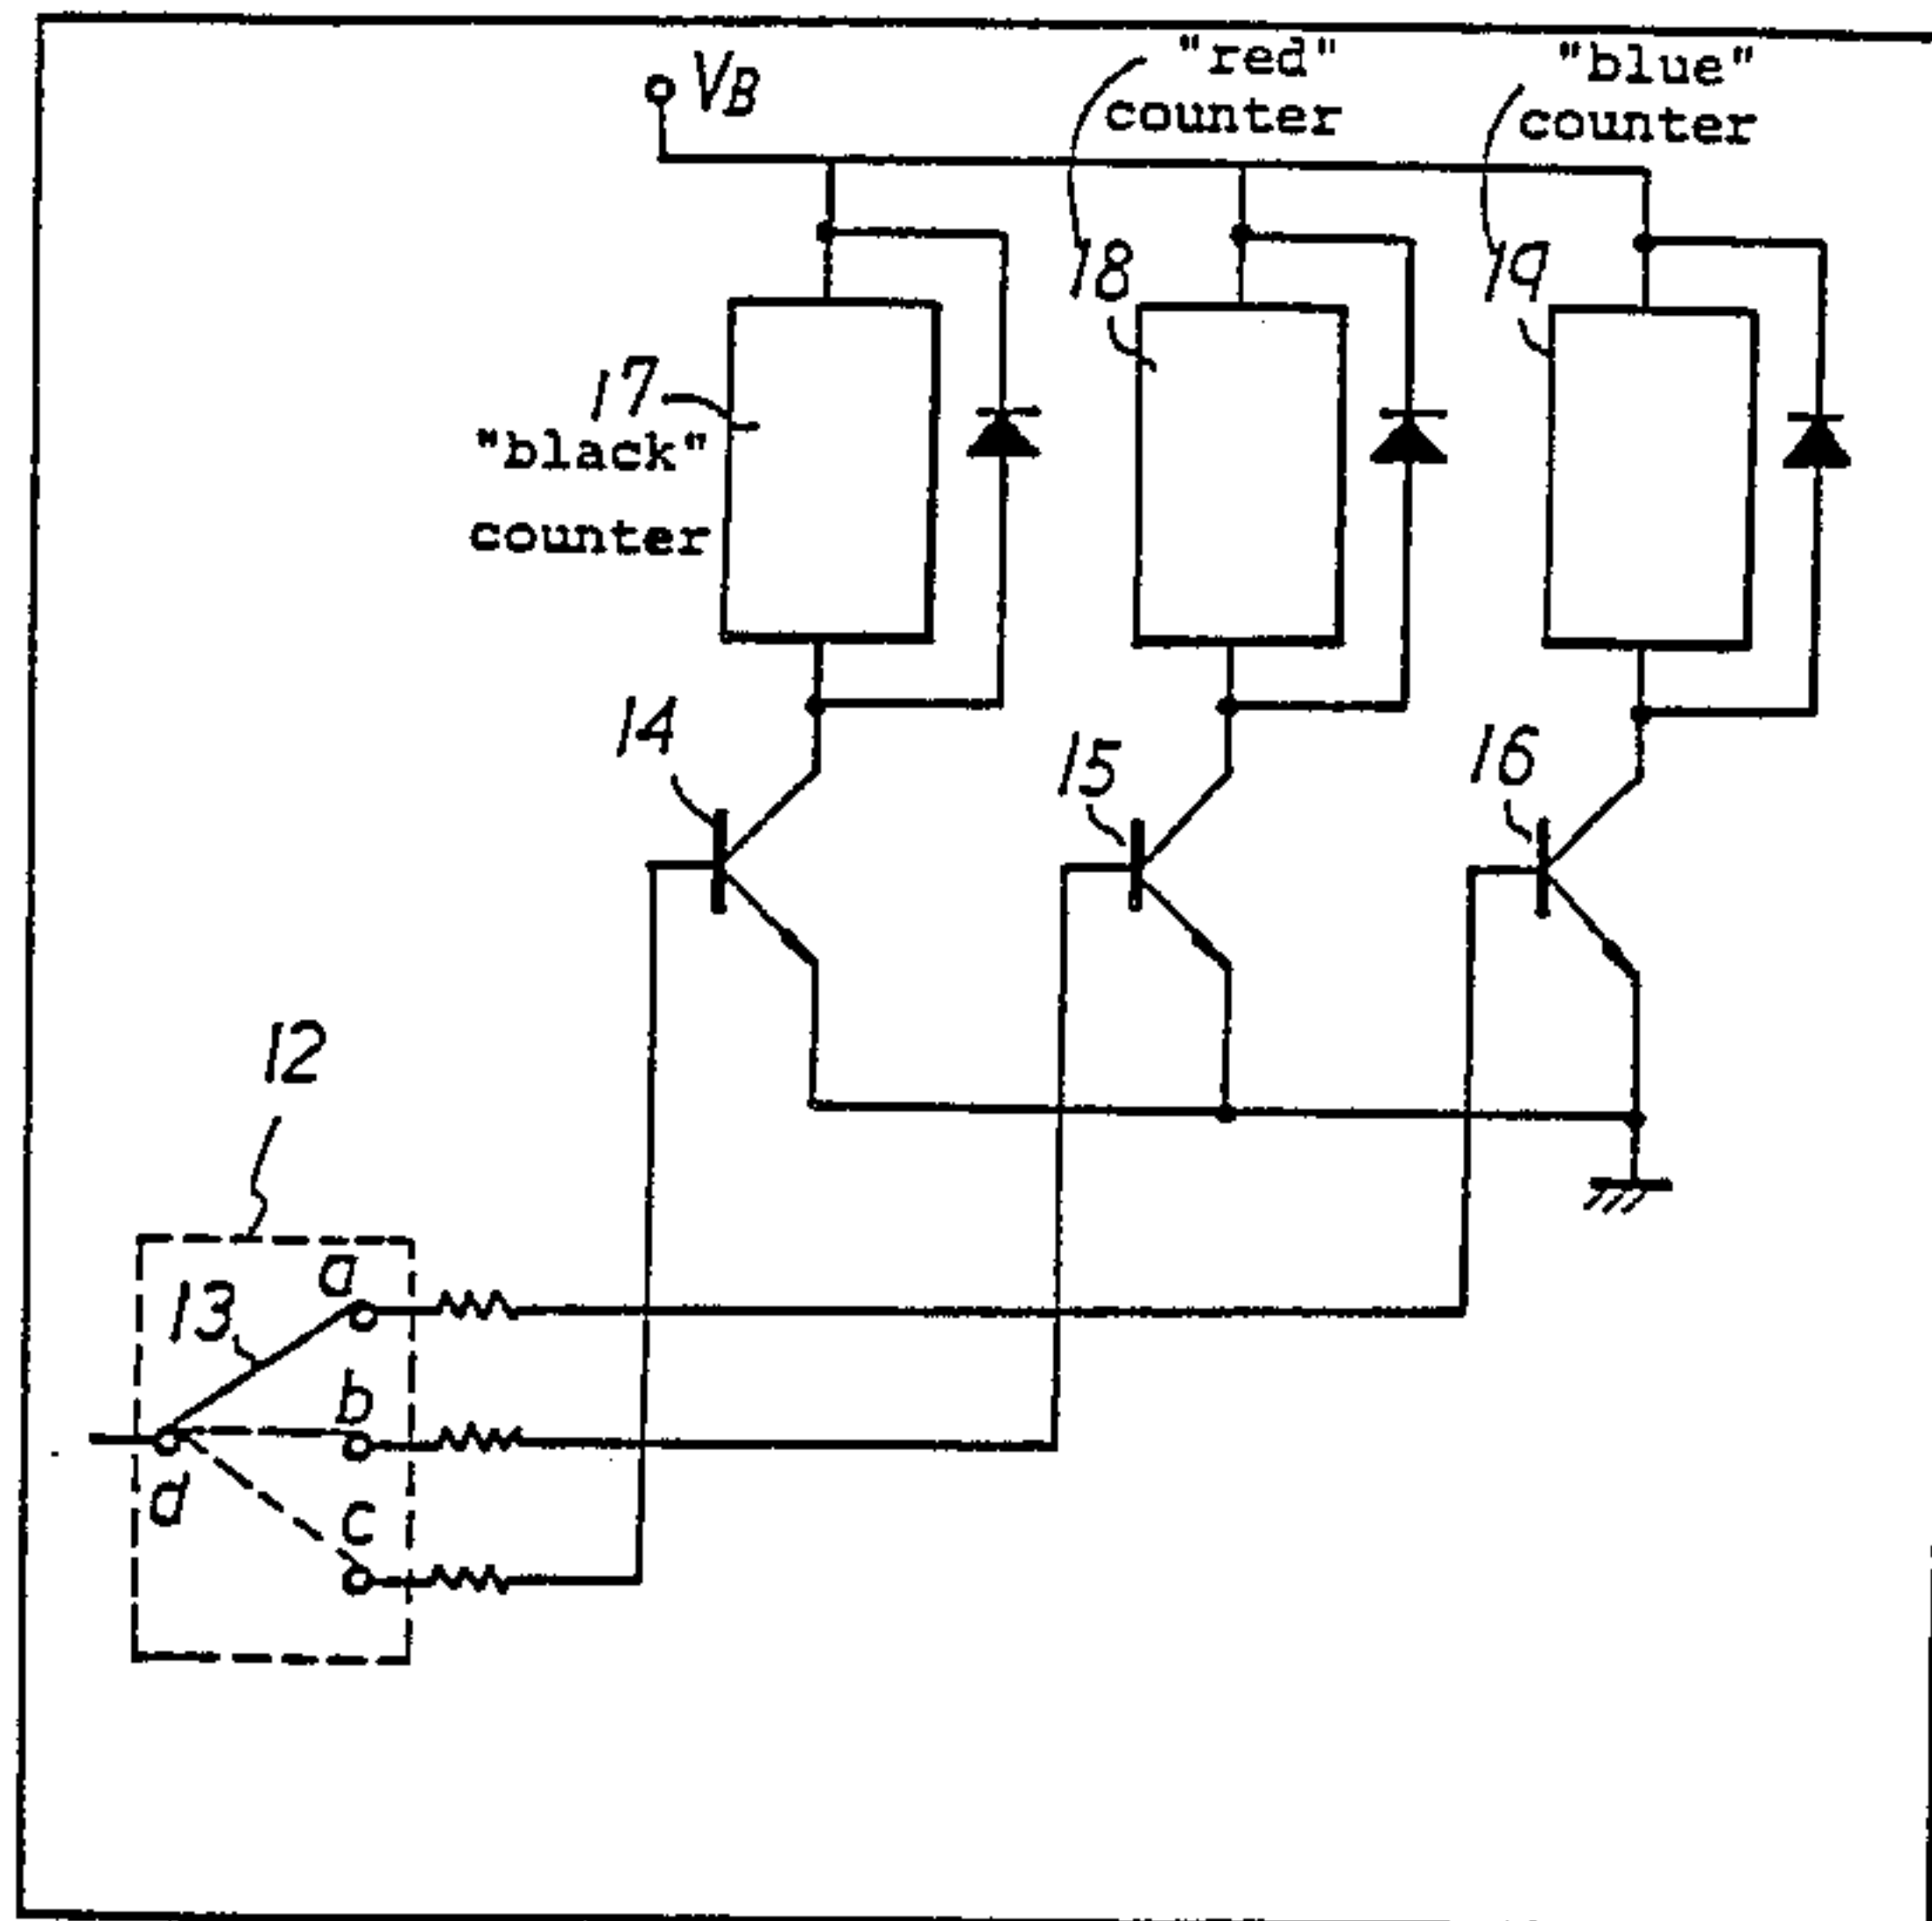 VB
"red"
counter
"blue"
counter
18
19
17
"black"
counter
14
15
16
12
a
13
b
d
c